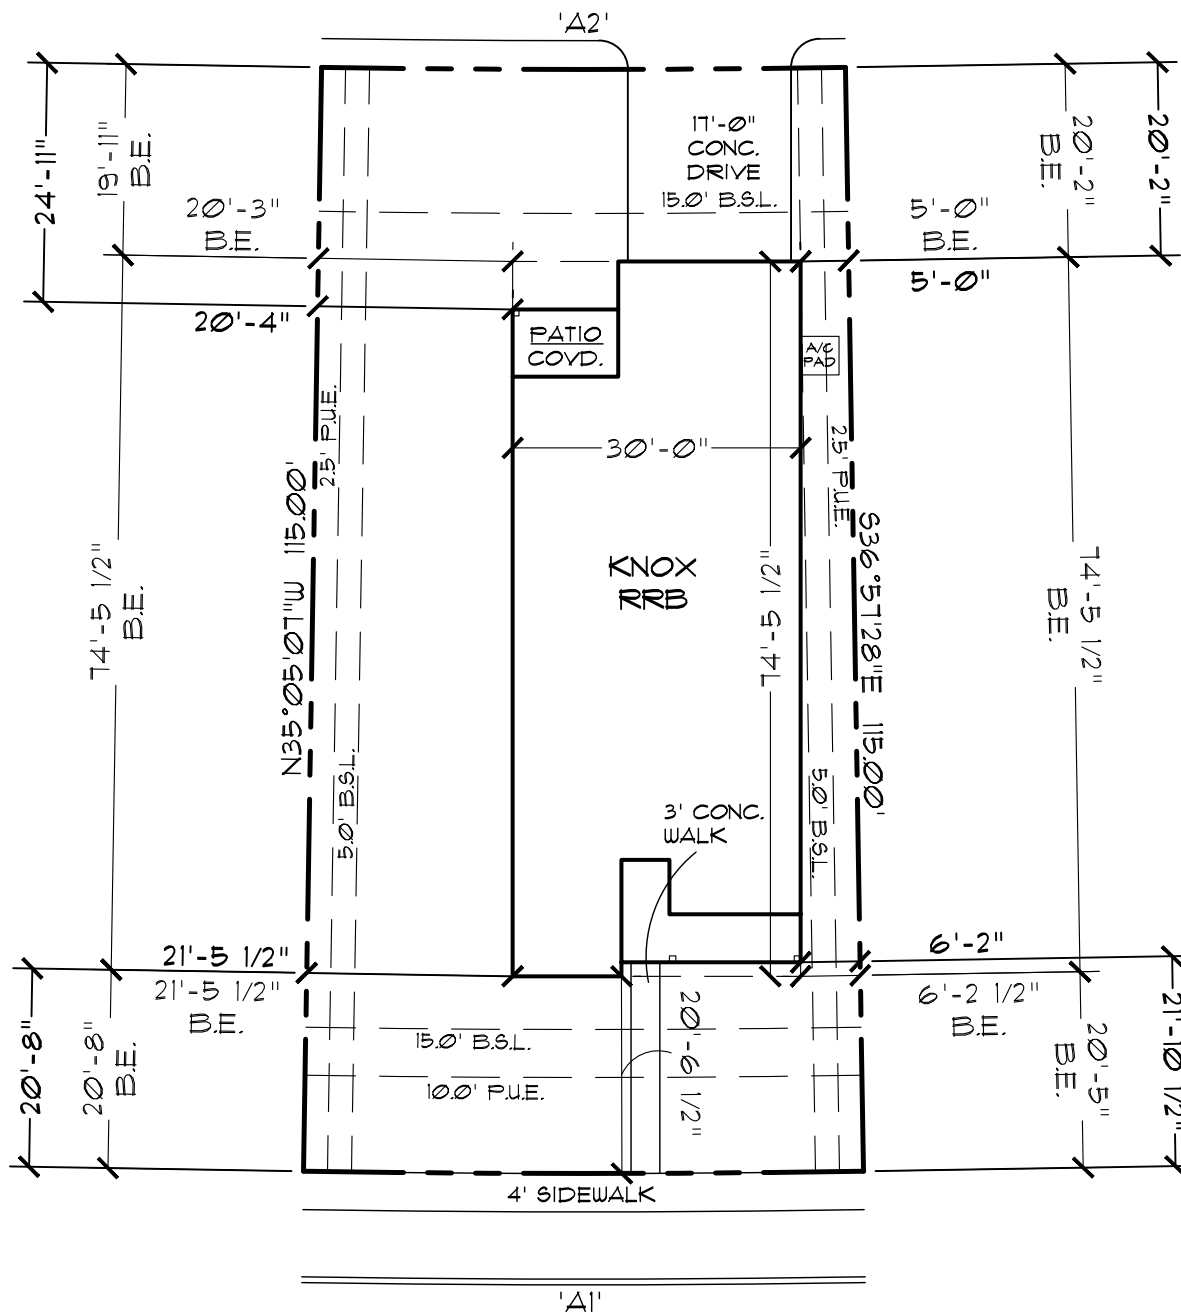 'A2'
17'-0"
CONC.
DRIVE
15.0' B.S.L.
24'-11"
19'-11"
B.E.
20'-3"
B.E.
20'-4"
5'-0"
B.E.
5'-0"
20'-2"
B.E.
20'-2"
PATIO
COVD.
A/C
PAD
2.5' P.U.E.
30'-0"
2.5' P.U.E.
N35°05'07"W 115.00'
S36°57'28"E 115.00'
KNOX
RRB
74'-5 1/2"
B.E.
74'-5 1/2"
74'-5 1/2"
B.E.
5.0' B.S.L.
5.0' B.S.L.
3' CONC.
WALK
21'-5 1/2"
21'-5 1/2"
B.E.
6'-2"
6'-2 1/2"
B.E.
20'-8"
20'-8"
B.E.
15.0' B.S.L.
10.0' P.U.E.
20'-6 1/2"
20'-5"
B.E.
21'-10 1/2"
4' SIDEWALK
'A1'